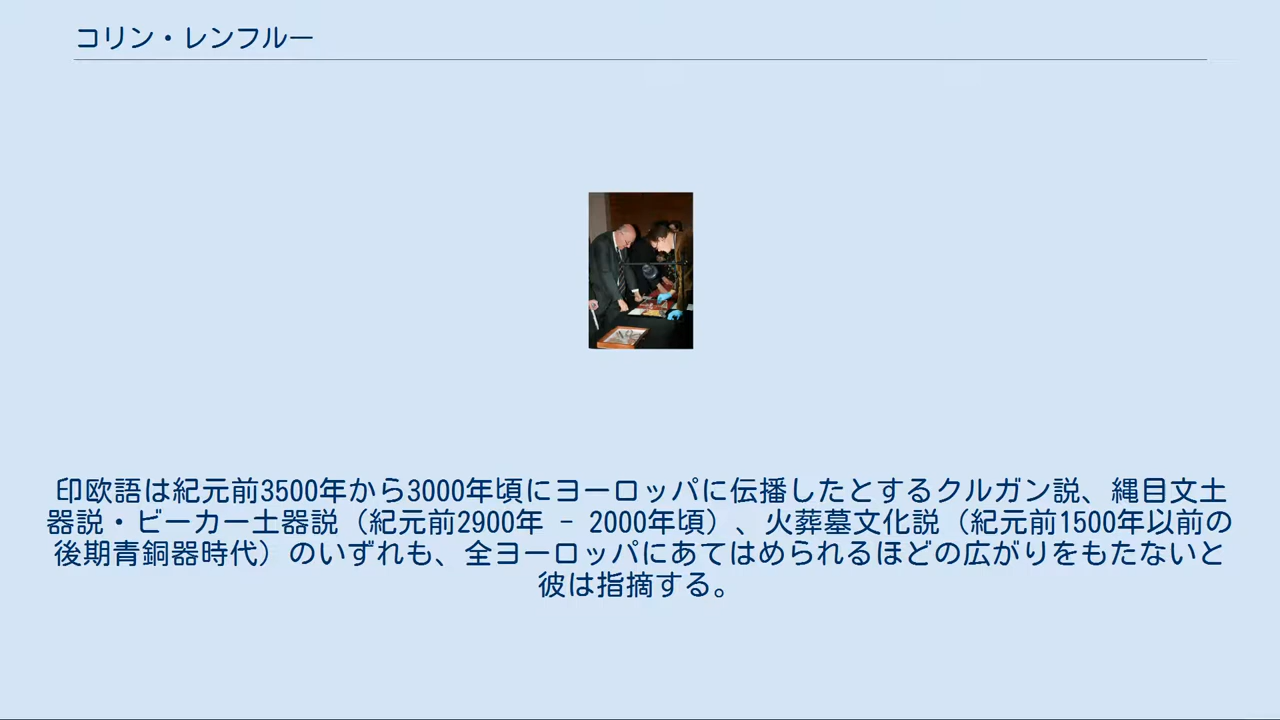 コリン・レンフルー
印欧語は紀元前3500年から3000年頃にヨーロッパに伝播したとするクルガン説、縄目文土
器説・ビーカー土器説（紀元前2900年 - 2000年頃）、火葬墓文化説（紀元前1500年以前の
後期青銅器時代）のいずれも、全ヨーロッパにあてはめられるほどの広がりをもたないと
彼は指摘する。